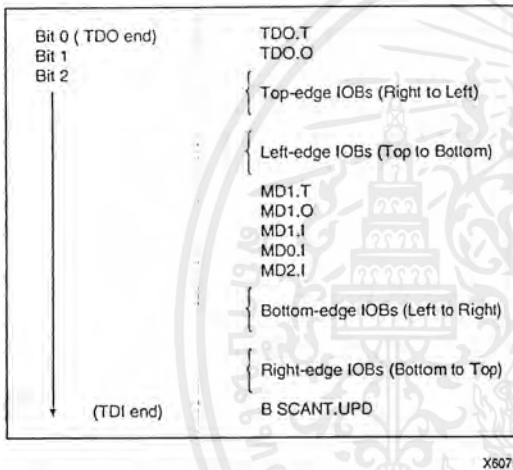 Bit 0 ( TDO end) TDO.T
Bit 1 TDO.O
Bit 2
Top-edge IOBs (Right to Left)
Left-edge IOBs (Top to Bottom)
MD1.T
MD1.O
MD1.I
MD0.I
MD2.I
Bottom-edge IOBs (Left to Right)
Right-edge IOBs (Bottom to Top)
(TDI end) B SCANT.UPD
X6075